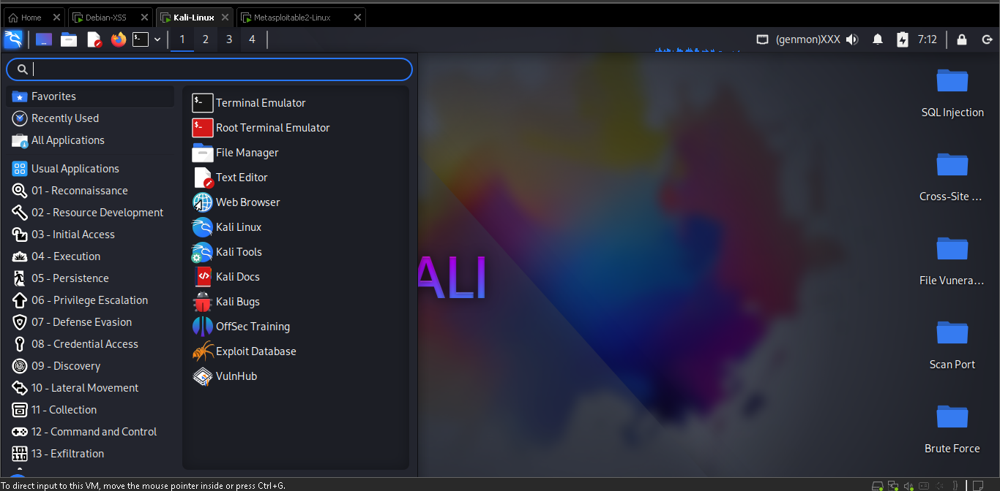 Home
Debian-XSS
Kali-Linux
Metasploitable2-Linux
1 2 3 4
(genmon)XXX
7:12
Favorites
Recently Used
All Applications
Usual Applications
01 - Reconnaissance
02 - Resource Development
03 - Initial Access
04 - Execution
05 - Persistence
06 - Privilege Escalation
07 - Defense Evasion
08 - Credential Access
09 - Discovery
10 - Lateral Movement
11 - Collection
12 - Command and Control
13 - Exfiltration
Terminal Emulator
Root Terminal Emulator
File Manager
Text Editor
Web Browser
Kali Linux
Kali Tools
Kali Docs
Kali Bugs
OffSec Training
Exploit Database
VulnHub
ALI
SQL Injection
Cross-Site ...
File Vunera...
Scan Port
Brute Force
To direct input to this VM, move the mouse pointer inside or press Ctrl+G.